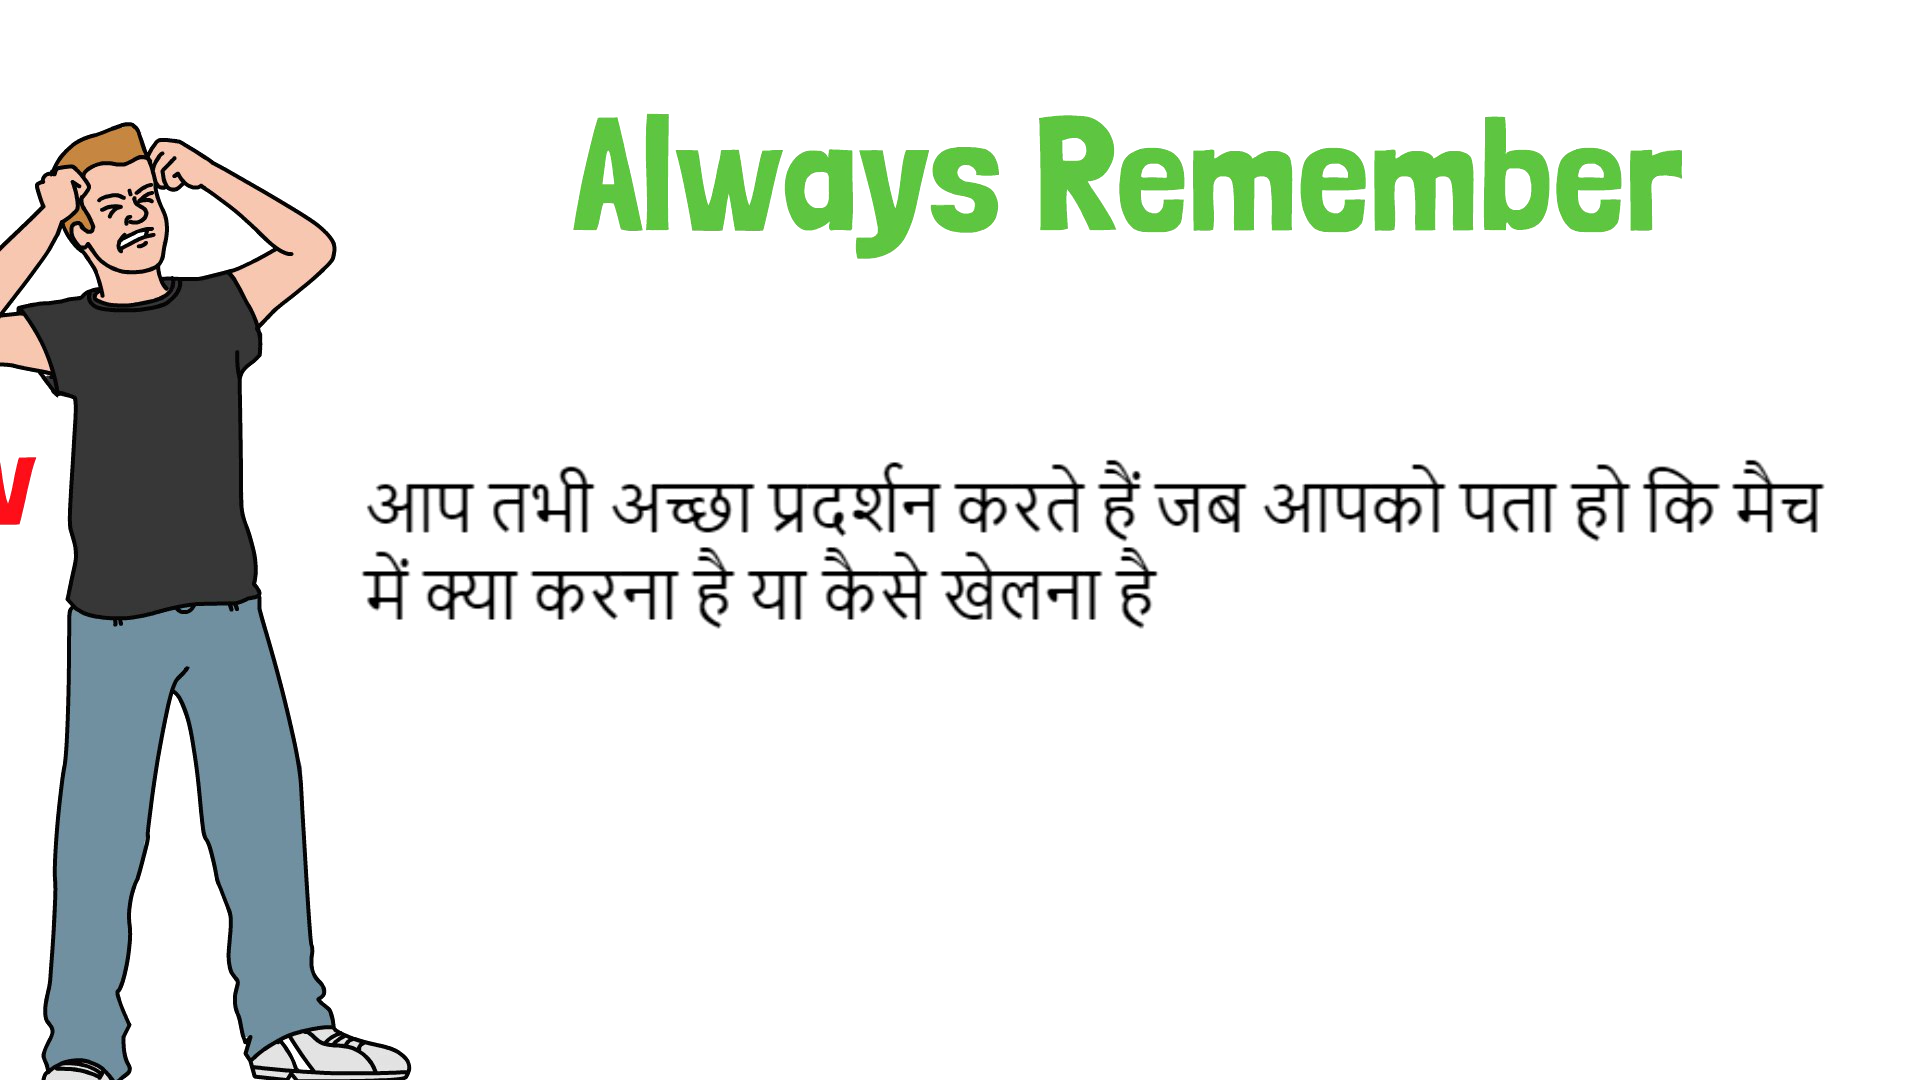 Always Remember
आप तभी अच्छा प्रदर्शन करते हैं जब आपको पता हो कि मैच
में क्या करना है या कैसे खेलना है